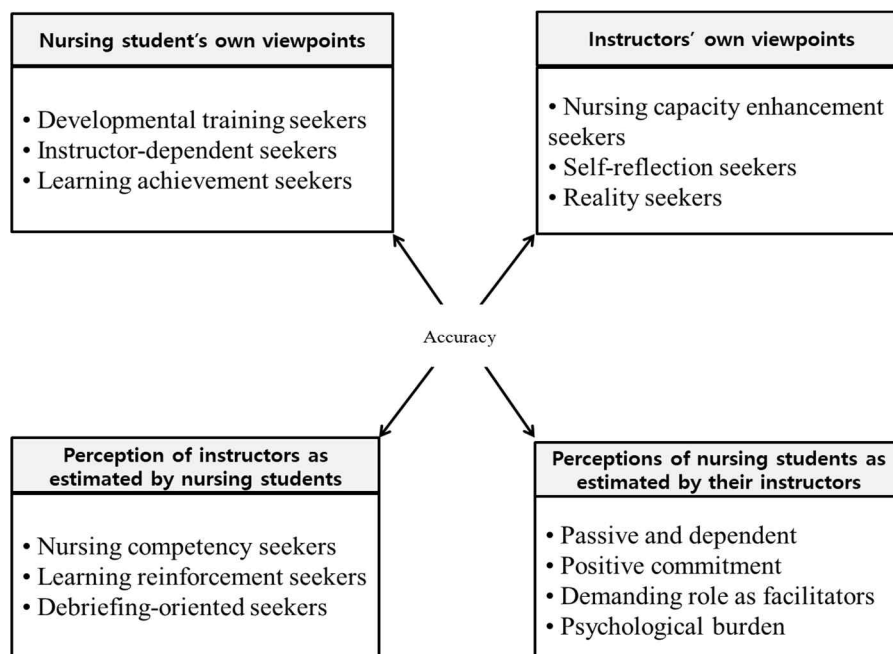 Nursing student's own viewpoints
• Developmental training seekers
• Instructor-dependent seekers
• Learning achievement seekers
Instructors' own viewpoints
• Nursing capacity enhancement
seekers
• Self-reflection seekers
• Reality seekers
Accuracy
Perception of instructors as
estimated by nursing students
• Nursing competency seekers
• Learning reinforcement seekers
• Debriefing-oriented seekers
Perceptions of nursing students as
estimated by their instructors
• Passive and dependent
• Positive commitment
• Demanding role as facilitators
• Psychological burden